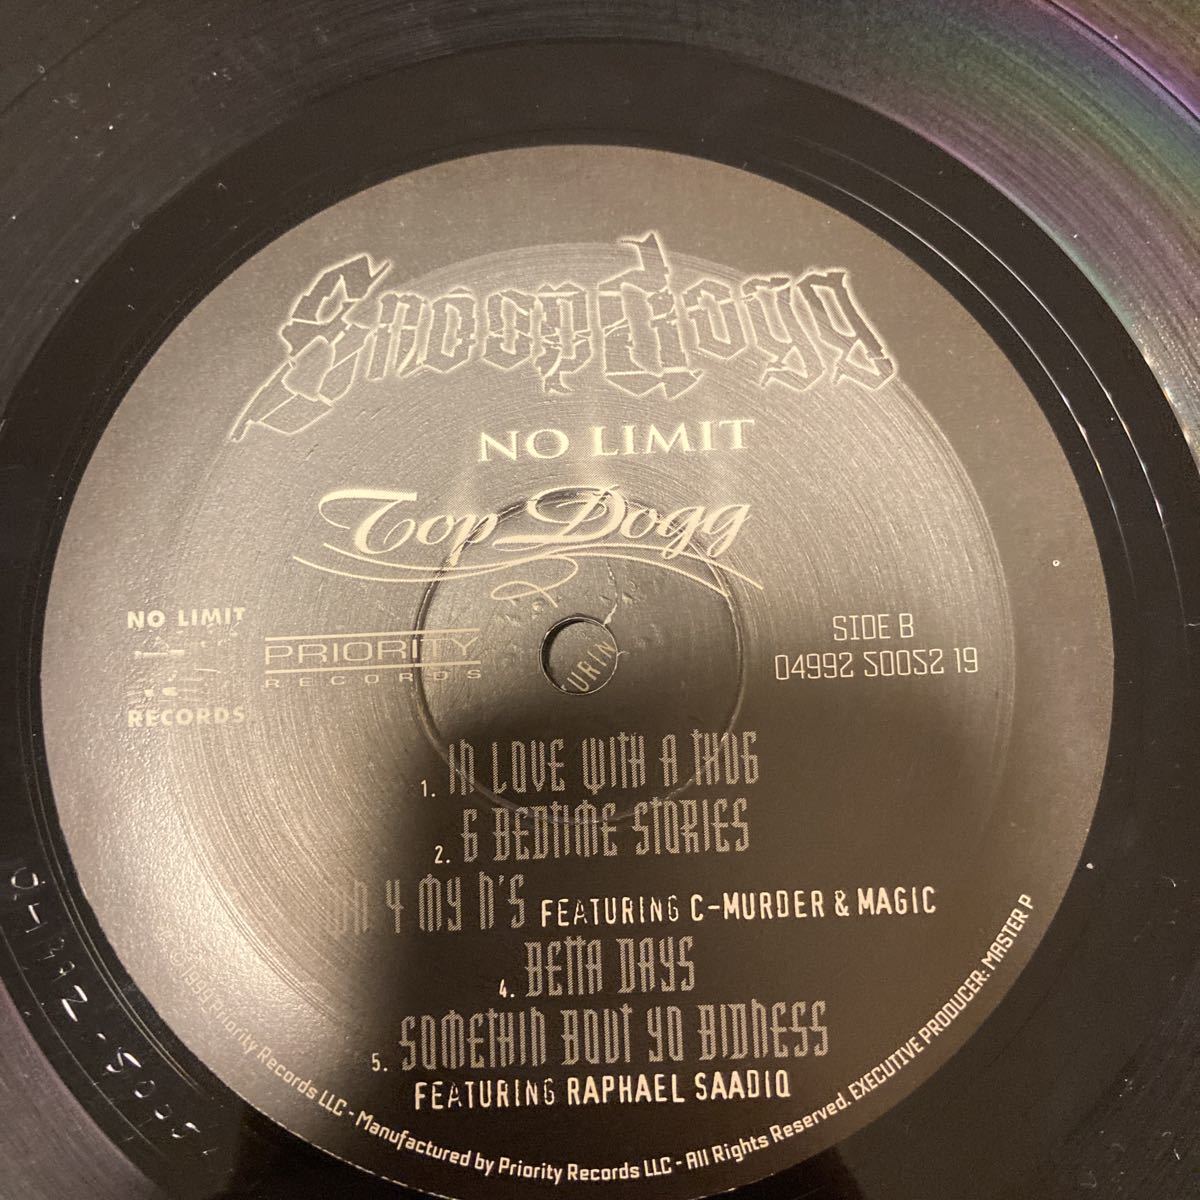 Snoop Dogg
NO LIMIT
Top Dogg
NO LIMIT
RECORDS
PRIORITY
RECORDS
URIN
SIDE B
04992 50052 19
1. IN LOVE WITH A THUG
2. G BEDTIME STORIES
4 MY N'S FEATURING C-MURDER & MAGIC
4. BETTA DAYS
5. SOMETHIN BOUT YO BIDNESS
FEATURING RAPHAEL SAADIQ
© 1999 Priority Records LLC - Manufactured by Priority Records LLC - All Rights Reserved. EXECUTIVE PRODUCER: MASTER P